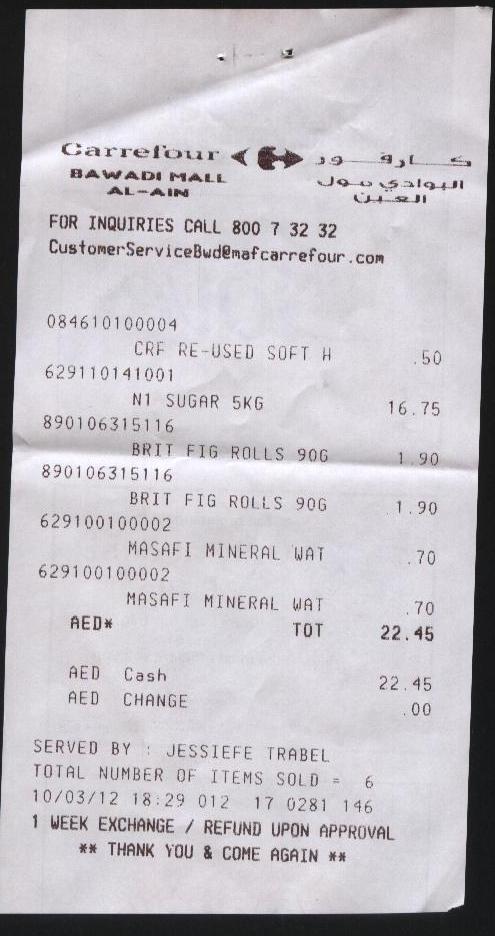 Carrefour كارفور
BAWADI MALL البوادي مول
AL-AIN العين
FOR INQUIRIES CALL 800 7 32 32
CustomerServiceBwd@mafcarrefour.com
084610100004
CRF RE-USED SOFT H .50
629110141001
N1 SUGAR 5KG 16.75
890106315116
BRIT FIG ROLLS 90G 1.90
890106315116
BRIT FIG ROLLS 90G 1.90
629100100002
MASAFI MINERAL WAT .70
629100100002
MASAFI MINERAL WAT .70
AED* TOT 22.45
AED Cash 22.45
AED CHANGE .00
SERVED BY : JESSIEFE TRABEL
TOTAL NUMBER OF ITEMS SOLD = 6
10/03/12 18:29 012 17 0281 146
1 WEEK EXCHANGE / REFUND UPON APPROVAL
** THANK YOU & COME AGAIN **